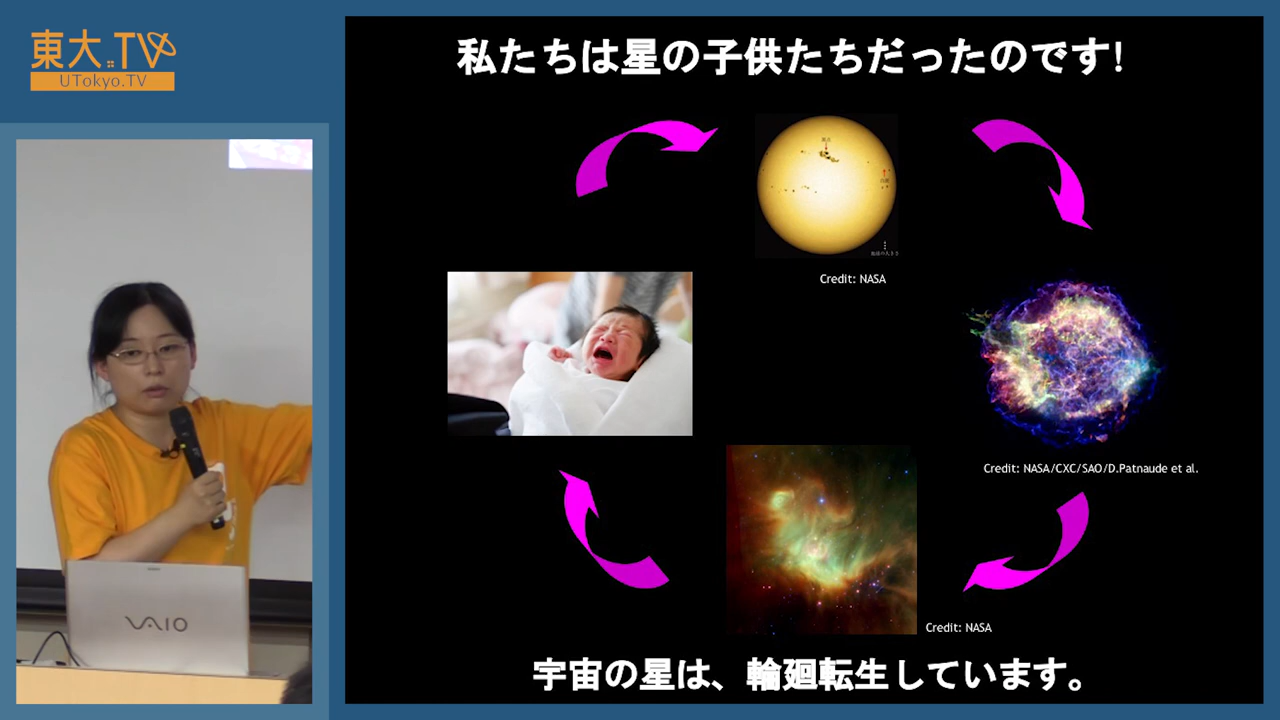 東大.TV
UTokyo.TV
私たちは星の子供たちだったのです!
Credit: NASA
Credit: NASA/CXC/SAO/D.Patnaude et al.
Credit: NASA
宇宙の星は、輪廻転生しています。
VAIO